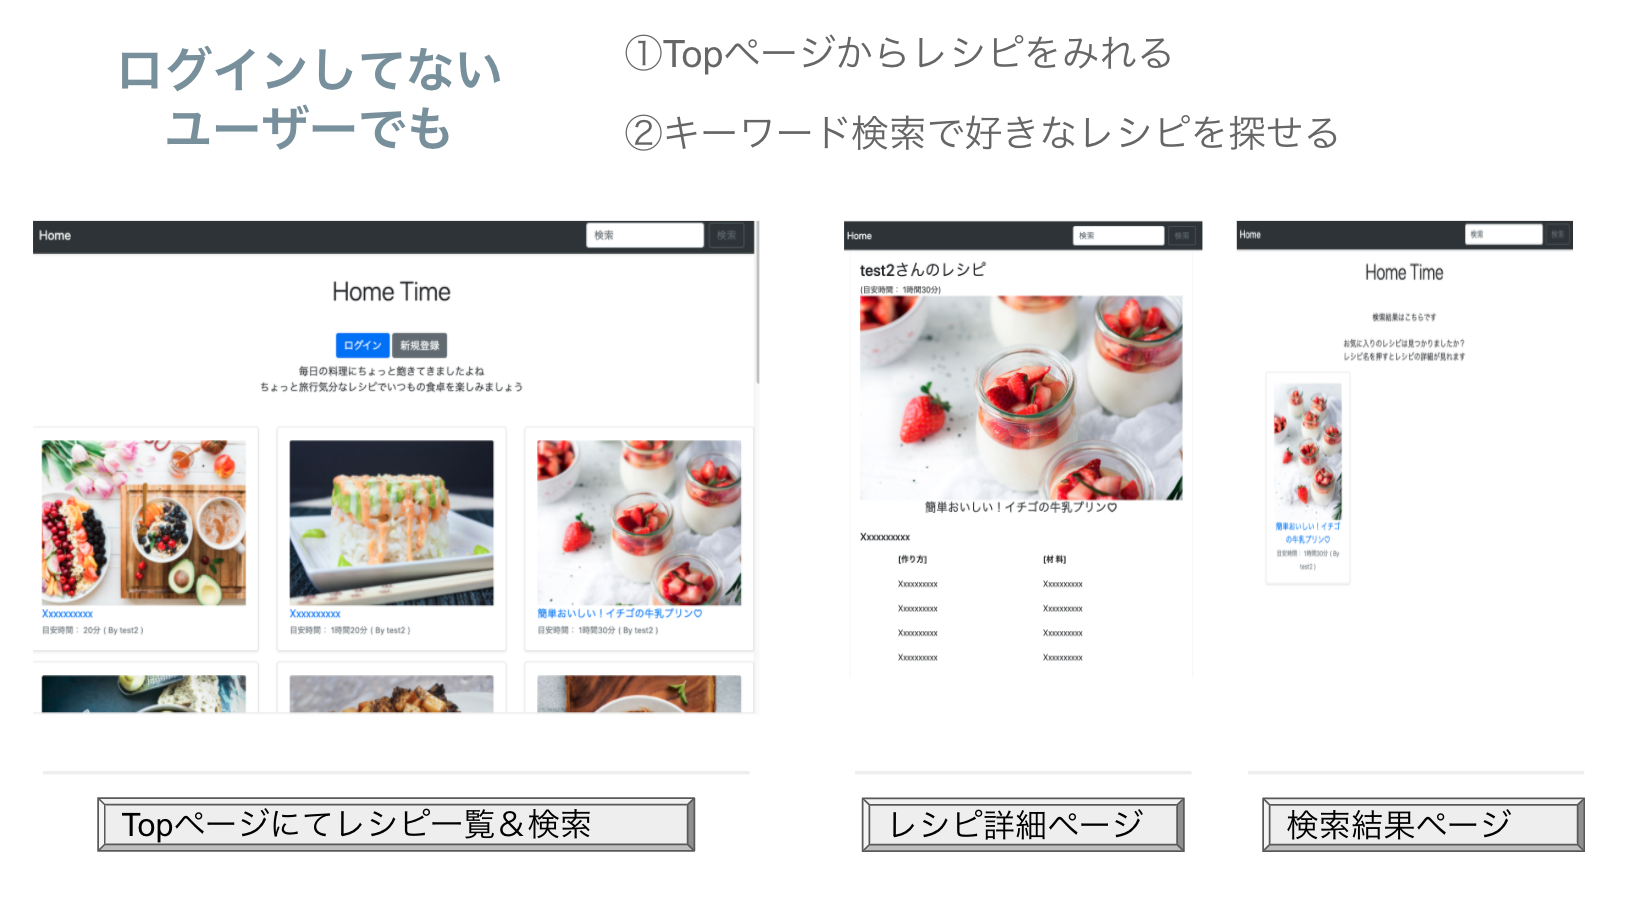 ログインしてない
ユーザーでも
①Topページからレシピをみれる
②キーワード検索で好きなレシピを探せる
Home
検索
検索
Home Time
ログイン
新規登録
毎日の料理にちょっと飽きてきましたよね
ちょっと旅行気分なレシピでいつもの食卓を楽しみましょう
Xxxxxxxxxx
目安時間： 20分 ( By test2 )
Xxxxxxxxxx
目安時間： 1時間20分 ( By test2 )
簡単おいしい！イチゴの牛乳プリン♡
目安時間： 1時間30分 ( By test2 )
Home
検索
検索
test2さんのレシピ
(目安時間： 1時間30分)
簡単おいしい！イチゴの牛乳プリン♡
Xxxxxxxxxx
[作り方]
[材料]
Xxxxxxxxxx
Xxxxxxxxxx
Xxxxxxxxxx
Xxxxxxxxxx
Xxxxxxxxxx
Xxxxxxxxxx
Xxxxxxxxxx
Xxxxxxxxxx
Home
検索
検索
Home Time
検索結果はこちらです
お気に入りのレシピは見つかりましたか？
レシピ名を押すとレシピの詳細が見れます
簡単おいしい！イチゴ
の牛乳プリン♡
目安時間： 1時間30分 ( By
test2 )
Topページにてレシピ一覧＆検索
レシピ詳細ページ
検索結果ページ